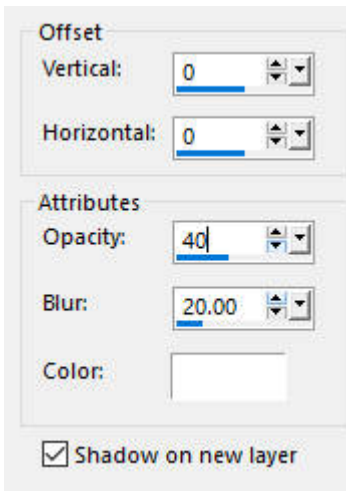 Offset
Vertical: 0
Horizontal: 0
Attributes
Opacity: 40
Blur: 20.00
Color:
Shadow on new layer